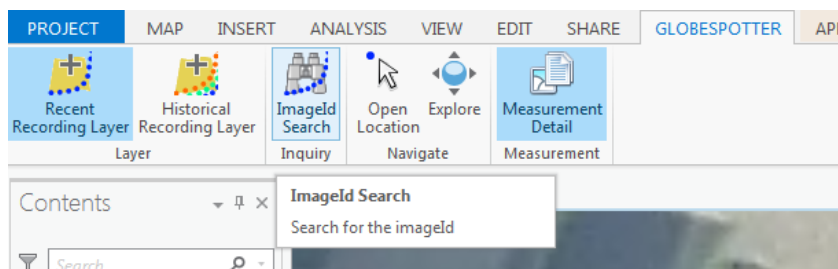 PROJECT MAP INSERT ANALYSIS VIEW EDIT SHARE GLOBESPOTTER
Recent Recording Layer
Historical Recording Layer
ImageId Search
Open Location
Explore
Measurement Detail
Layer Inquiry Navigate Measurement
ImageId Search
Search for the imageId
Contents
Search